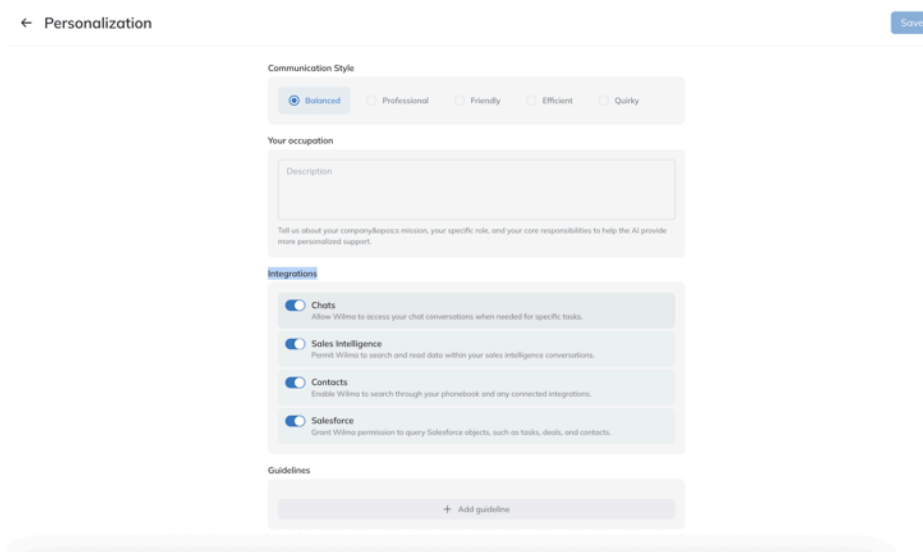 Personalization
Save
Communication Style
Balanced Professional Friendly Efficient Quirky
Your occupation
Description
Tell us about your company&apos;s mission, your specific role, and your core responsibilities to help the AI provide
more personalized support.
Integrations
Chats
Allow Wilma to access your chat conversations when needed for specific tasks.
Sales Intelligence
Permit Wilma to search and read data within your sales intelligence conversations.
Contacts
Enable Wilma to search through your phonebook and any connected integrations.
Salesforce
Grant Wilma permission to query Salesforce objects, such as tasks, deals, and contacts.
Guidelines
+ Add guideline